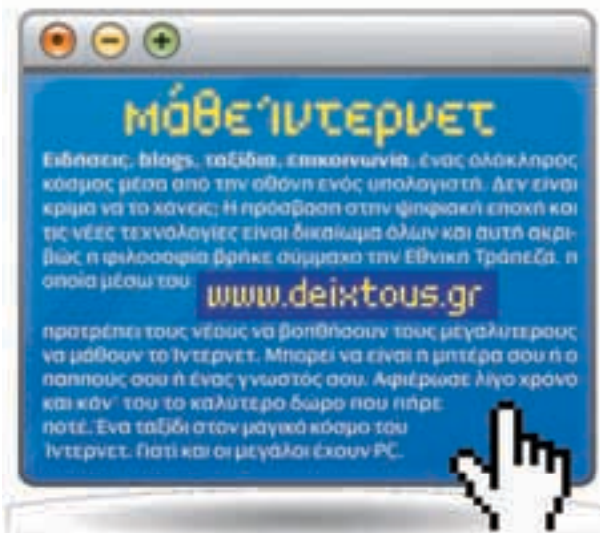 μάθε ίντερνετ
Ειδήσεις, blogs, ταξίδια, επικοινωνία, ένας ολόκληρος
κόσμος μέσα από την οθόνη ενός υπολογιστή. Δεν είναι
κρίμα να το χάνεις; Η πρόσβαση στην ψηφιακή εποχή και
τις νέες τεχνολογίες είναι δικαίωμα όλων και αυτή ακρι-
βώς η φιλοσοφία βρήκε σύμμαχο την Εθνική Τράπεζα, η
οποία μέσω του
www.deixtous.gr
προτρέπει τους νέους να βοηθήσουν τους μεγαλύτερους
να μάθουν το Ίντερνετ. Μπορεί να είναι η μητέρα σου ή ο
παππούς σου ή ένας γνωστός σου. Αφιέρωσε λίγο χρόνο
και κάν' του το καλύτερο δώρο που πήρε
ποτέ. Ένα ταξίδι στον μαγικό κόσμο του
Ίντερνετ. Γιατί και οι μεγάλοι έχουν PC.